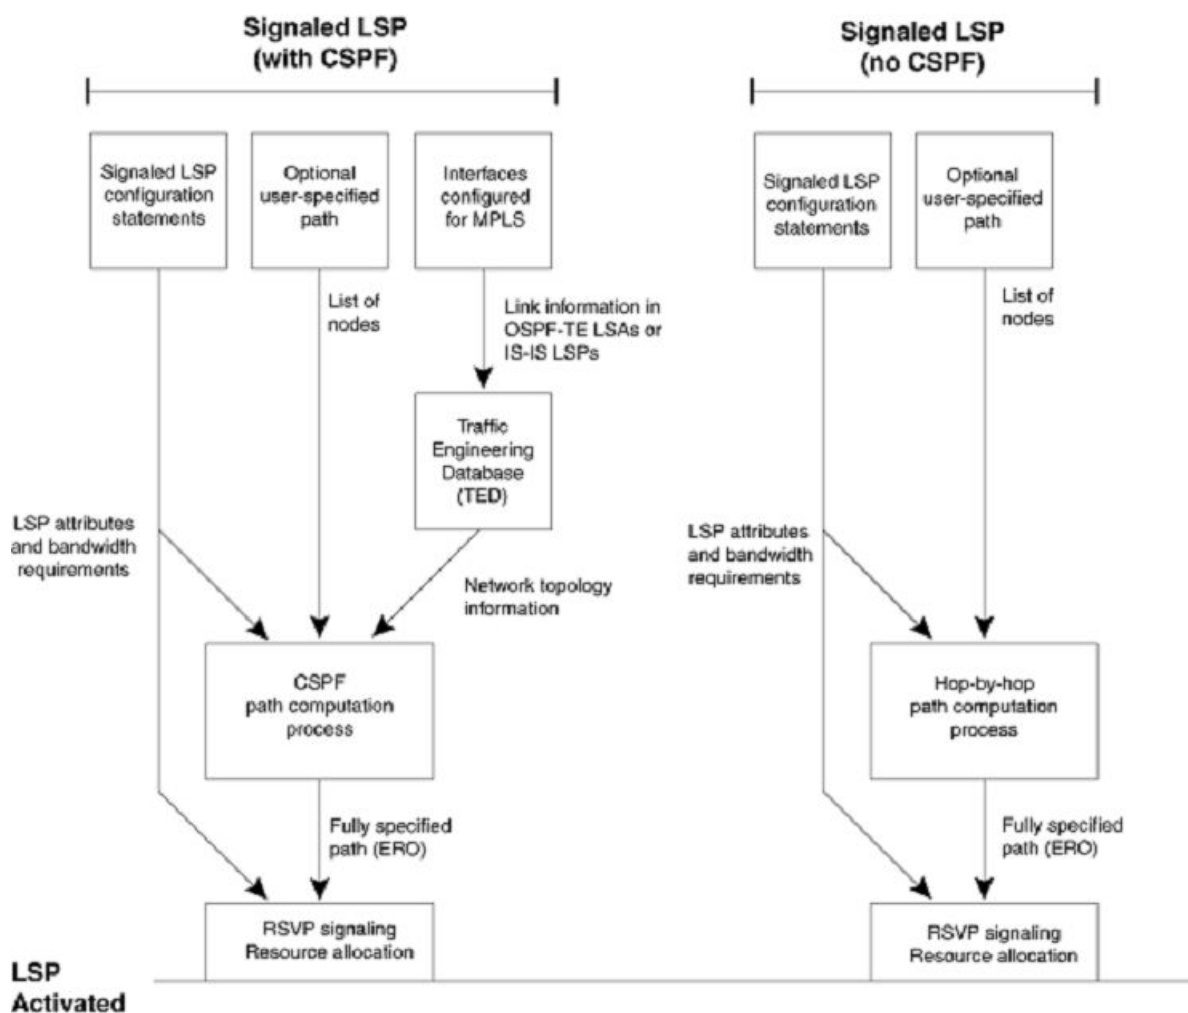 Signaled LSP
(with CSPF)
Signaled LSP
(no CSPF)
Signaled LSP
configuration
statements
Optional
user-specified
path
Interfaces
configured
for MPLS
Signaled LSP
configuration
statements
Optional
user-specified
path
List of
nodes
Link information in
OSPF-TE LSAs or
IS-IS LSPs
List of
nodes
Traffic
Engineering
Database
(TED)
LSP attributes
and bandwidth
requirements
Network topology
information
LSP attributes
and bandwidth
requirements
CSPF
path computation
process
Hop-by-hop
path computation
process
Fully specified
path (ERO)
Fully specified
path (ERO)
RSVP signaling
Resource allocation
RSVP signaling
Resource allocation
LSP
Activated